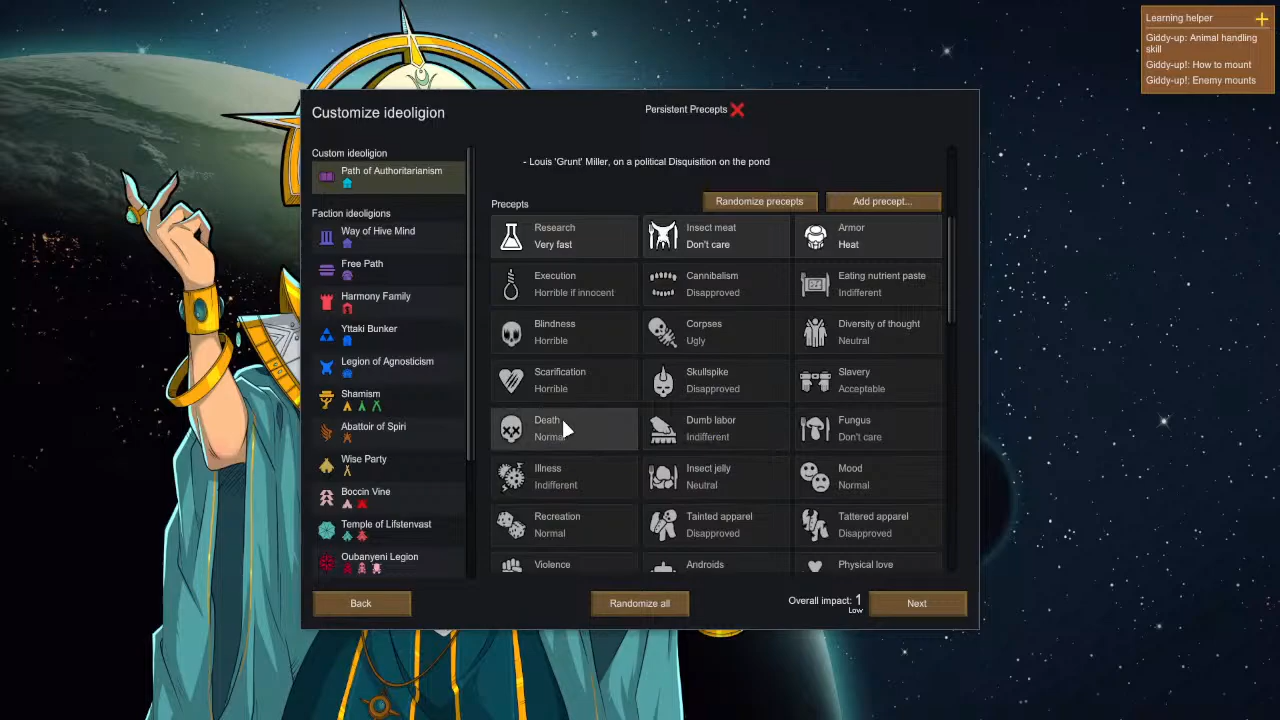 Learning helper
Giddy-up: Animal handling
skill
Giddy-up!: How to mount
Giddy-up!: Enemy mounts
Customize ideoligion
Persistent Precepts
Custom ideoligion
Path of Authoritarianism
Faction ideoligions
Way of Hive Mind
Free Path
Harmony Family
Yttaki Bunker
Legion of Agnosticism
Shamism
Abattoir of Spiri
Wise Party
Boccin Vine
Temple of Lifstenvast
Oubanyeni Legion
- Louis 'Grunt' Miller, on a political Disquisition on the pond
Precepts
Randomize precepts
Add precept...
Research
Very fast
Insect meat
Don't care
Armor
Heat
Execution
Horrible if innocent
Cannibalism
Disapproved
Eating nutrient paste
Indifferent
Blindness
Horrible
Corpses
Ugly
Diversity of thought
Neutral
Scarification
Horrible
Skullspike
Disapproved
Slavery
Acceptable
Death
Normal
Dumb labor
Indifferent
Fungus
Don't care
Illness
Indifferent
Insect jelly
Neutral
Mood
Normal
Recreation
Normal
Tainted apparel
Disapproved
Tattered apparel
Disapproved
Violence
Androids
Physical love
Back
Randomize all
Overall impact: 1
Low
Next